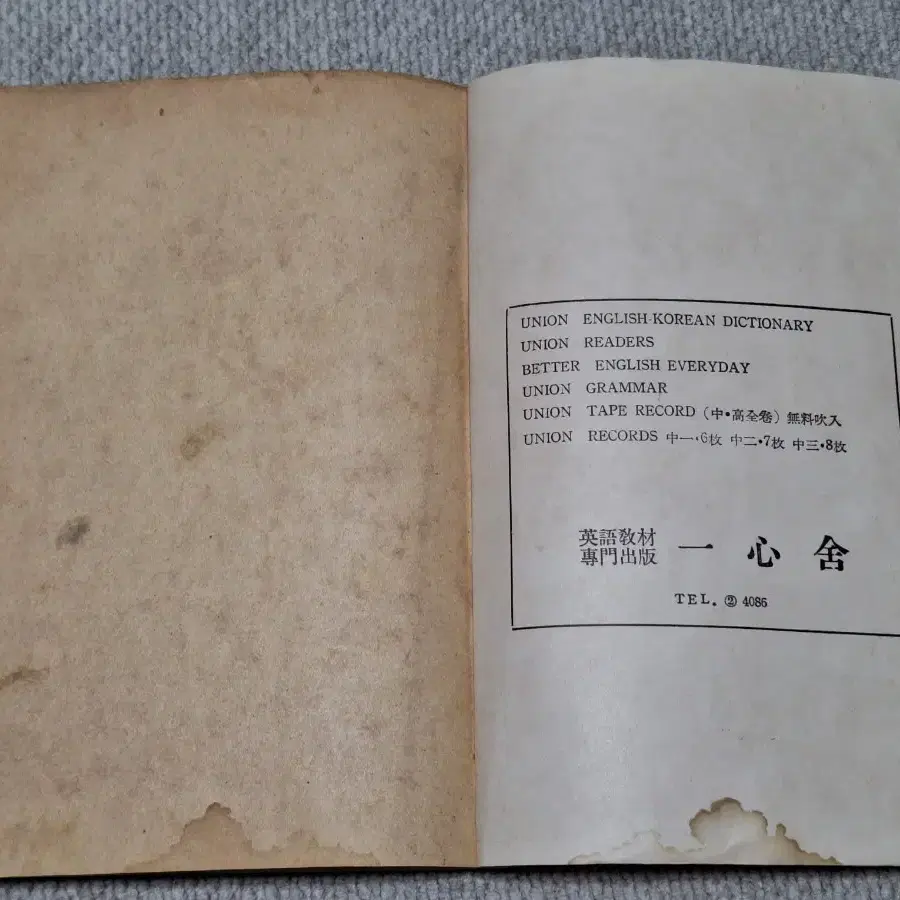 UNION ENGLISH-KOREAN DICTIONARY
UNION READERS
BETTER ENGLISH EVERYDAY
UNION GRAMMAR
UNION TAPE RECORD (中•高全卷) 無料吹入
UNION RECORDS 中一•6枚 中二•7枚 中三•8枚
英語敎材
專門出版 一心舍
TEL. ② 4086